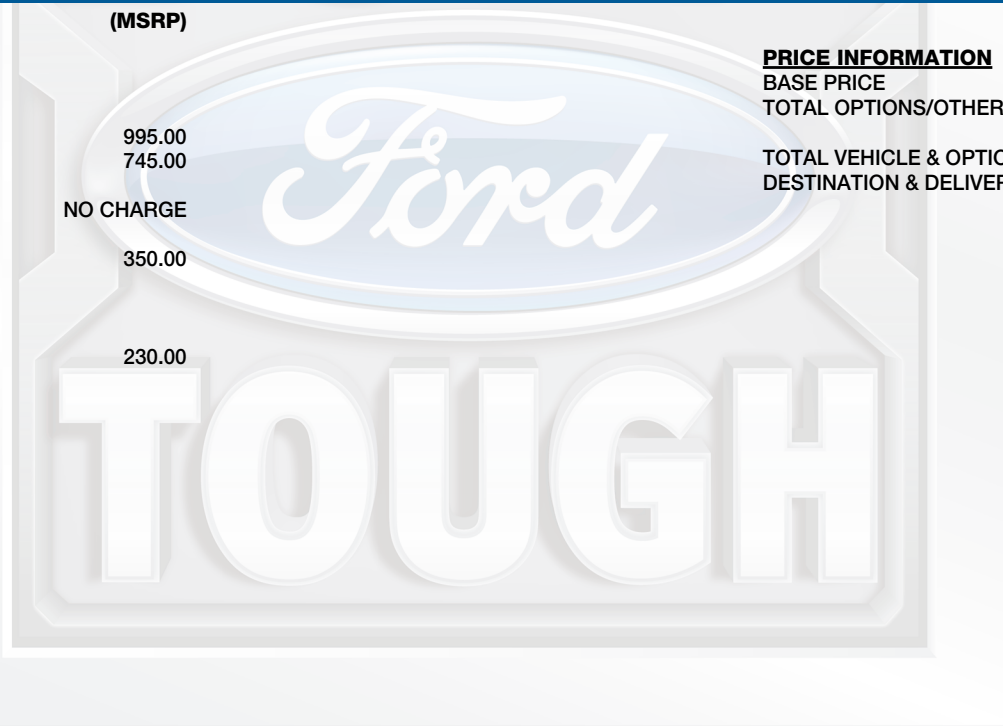 (MSRP)
995.00
745.00
NO CHARGE
350.00
230.00
PRICE INFORMATION
BASE PRICE
TOTAL OPTIONS/OTHER
TOTAL VEHICLE & OPTIO
DESTINATION & DELIVER
Ford
TOUGH